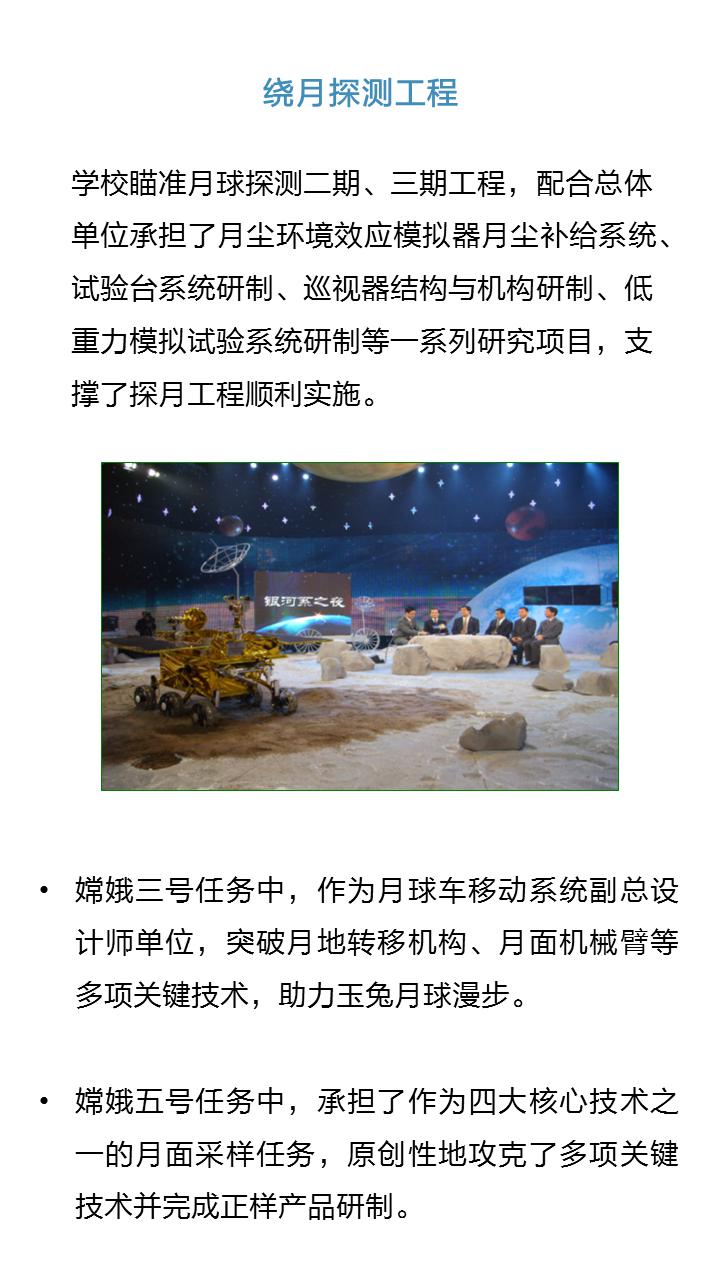 绕月探测工程
学校瞄准月球探测二期、三期工程，配合总体
单位承担了月尘环境效应模拟器月尘补给系统、
试验台系统研制、巡视器结构与机构研制、低
重力模拟试验系统研制等一系列研究项目，支
撑了探月工程顺利实施。
银河系之夜
• 嫦娥三号任务中，作为月球车移动系统副总设
计师单位，突破月地转移机构、月面机械臂等
多项关键技术，助力玉兔月球漫步。
• 嫦娥五号任务中，承担了作为四大核心技术之
一的月面采样任务，原创性地攻克了多项关键
技术并完成正样产品研制。